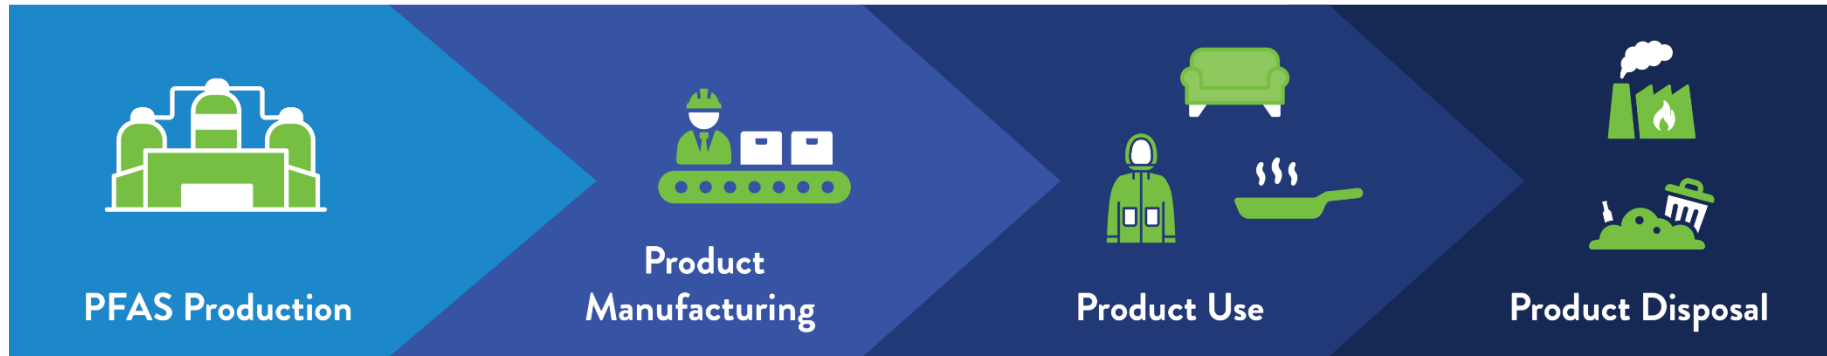 PFAS Production
Product
Manufacturing
Product Use
Product Disposal